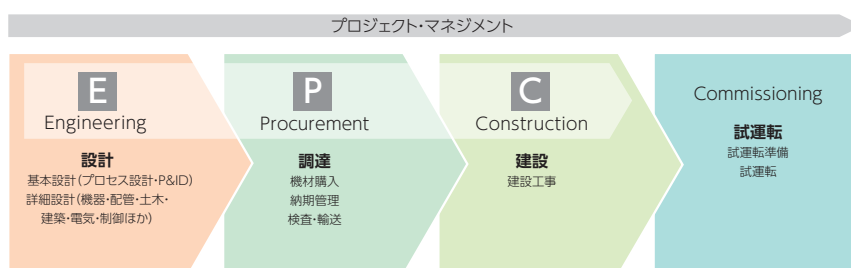 プロジェクト・マネジメント
E
Engineering
設計
基本設計(プロセス設計・P&ID)
詳細設計(機器・配管・土木・
建築・電気・制御ほか)
P
Procurement
調達
機材購入
納期管理
検査・輸送
C
Construction
建設
建設工事
Commissioning
試運転
試運転準備
試運転